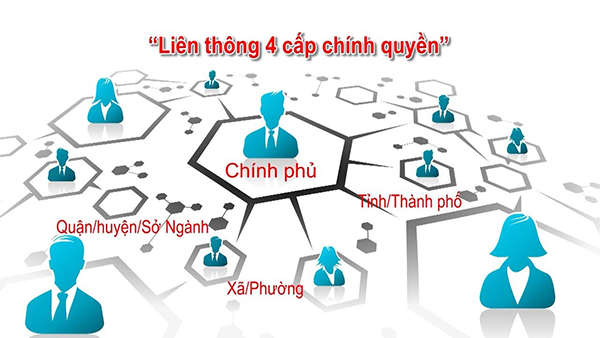 “Liên thông 4 cấp chính quyền”
Chính phủ
Tỉnh/Thành phố
Quận/huyện/Sở Ngành
Xã/Phường